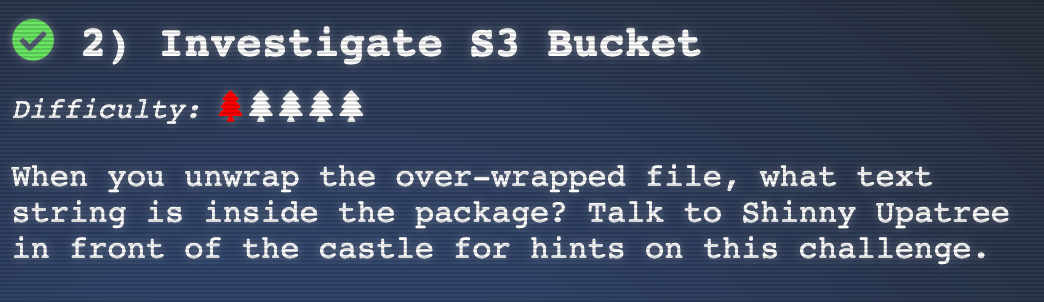 2) Investigate S3 Bucket
Difficulty:
When you unwrap the over-wrapped file, what text
string is inside the package? Talk to Shinny Upatree
in front of the castle for hints on this challenge.